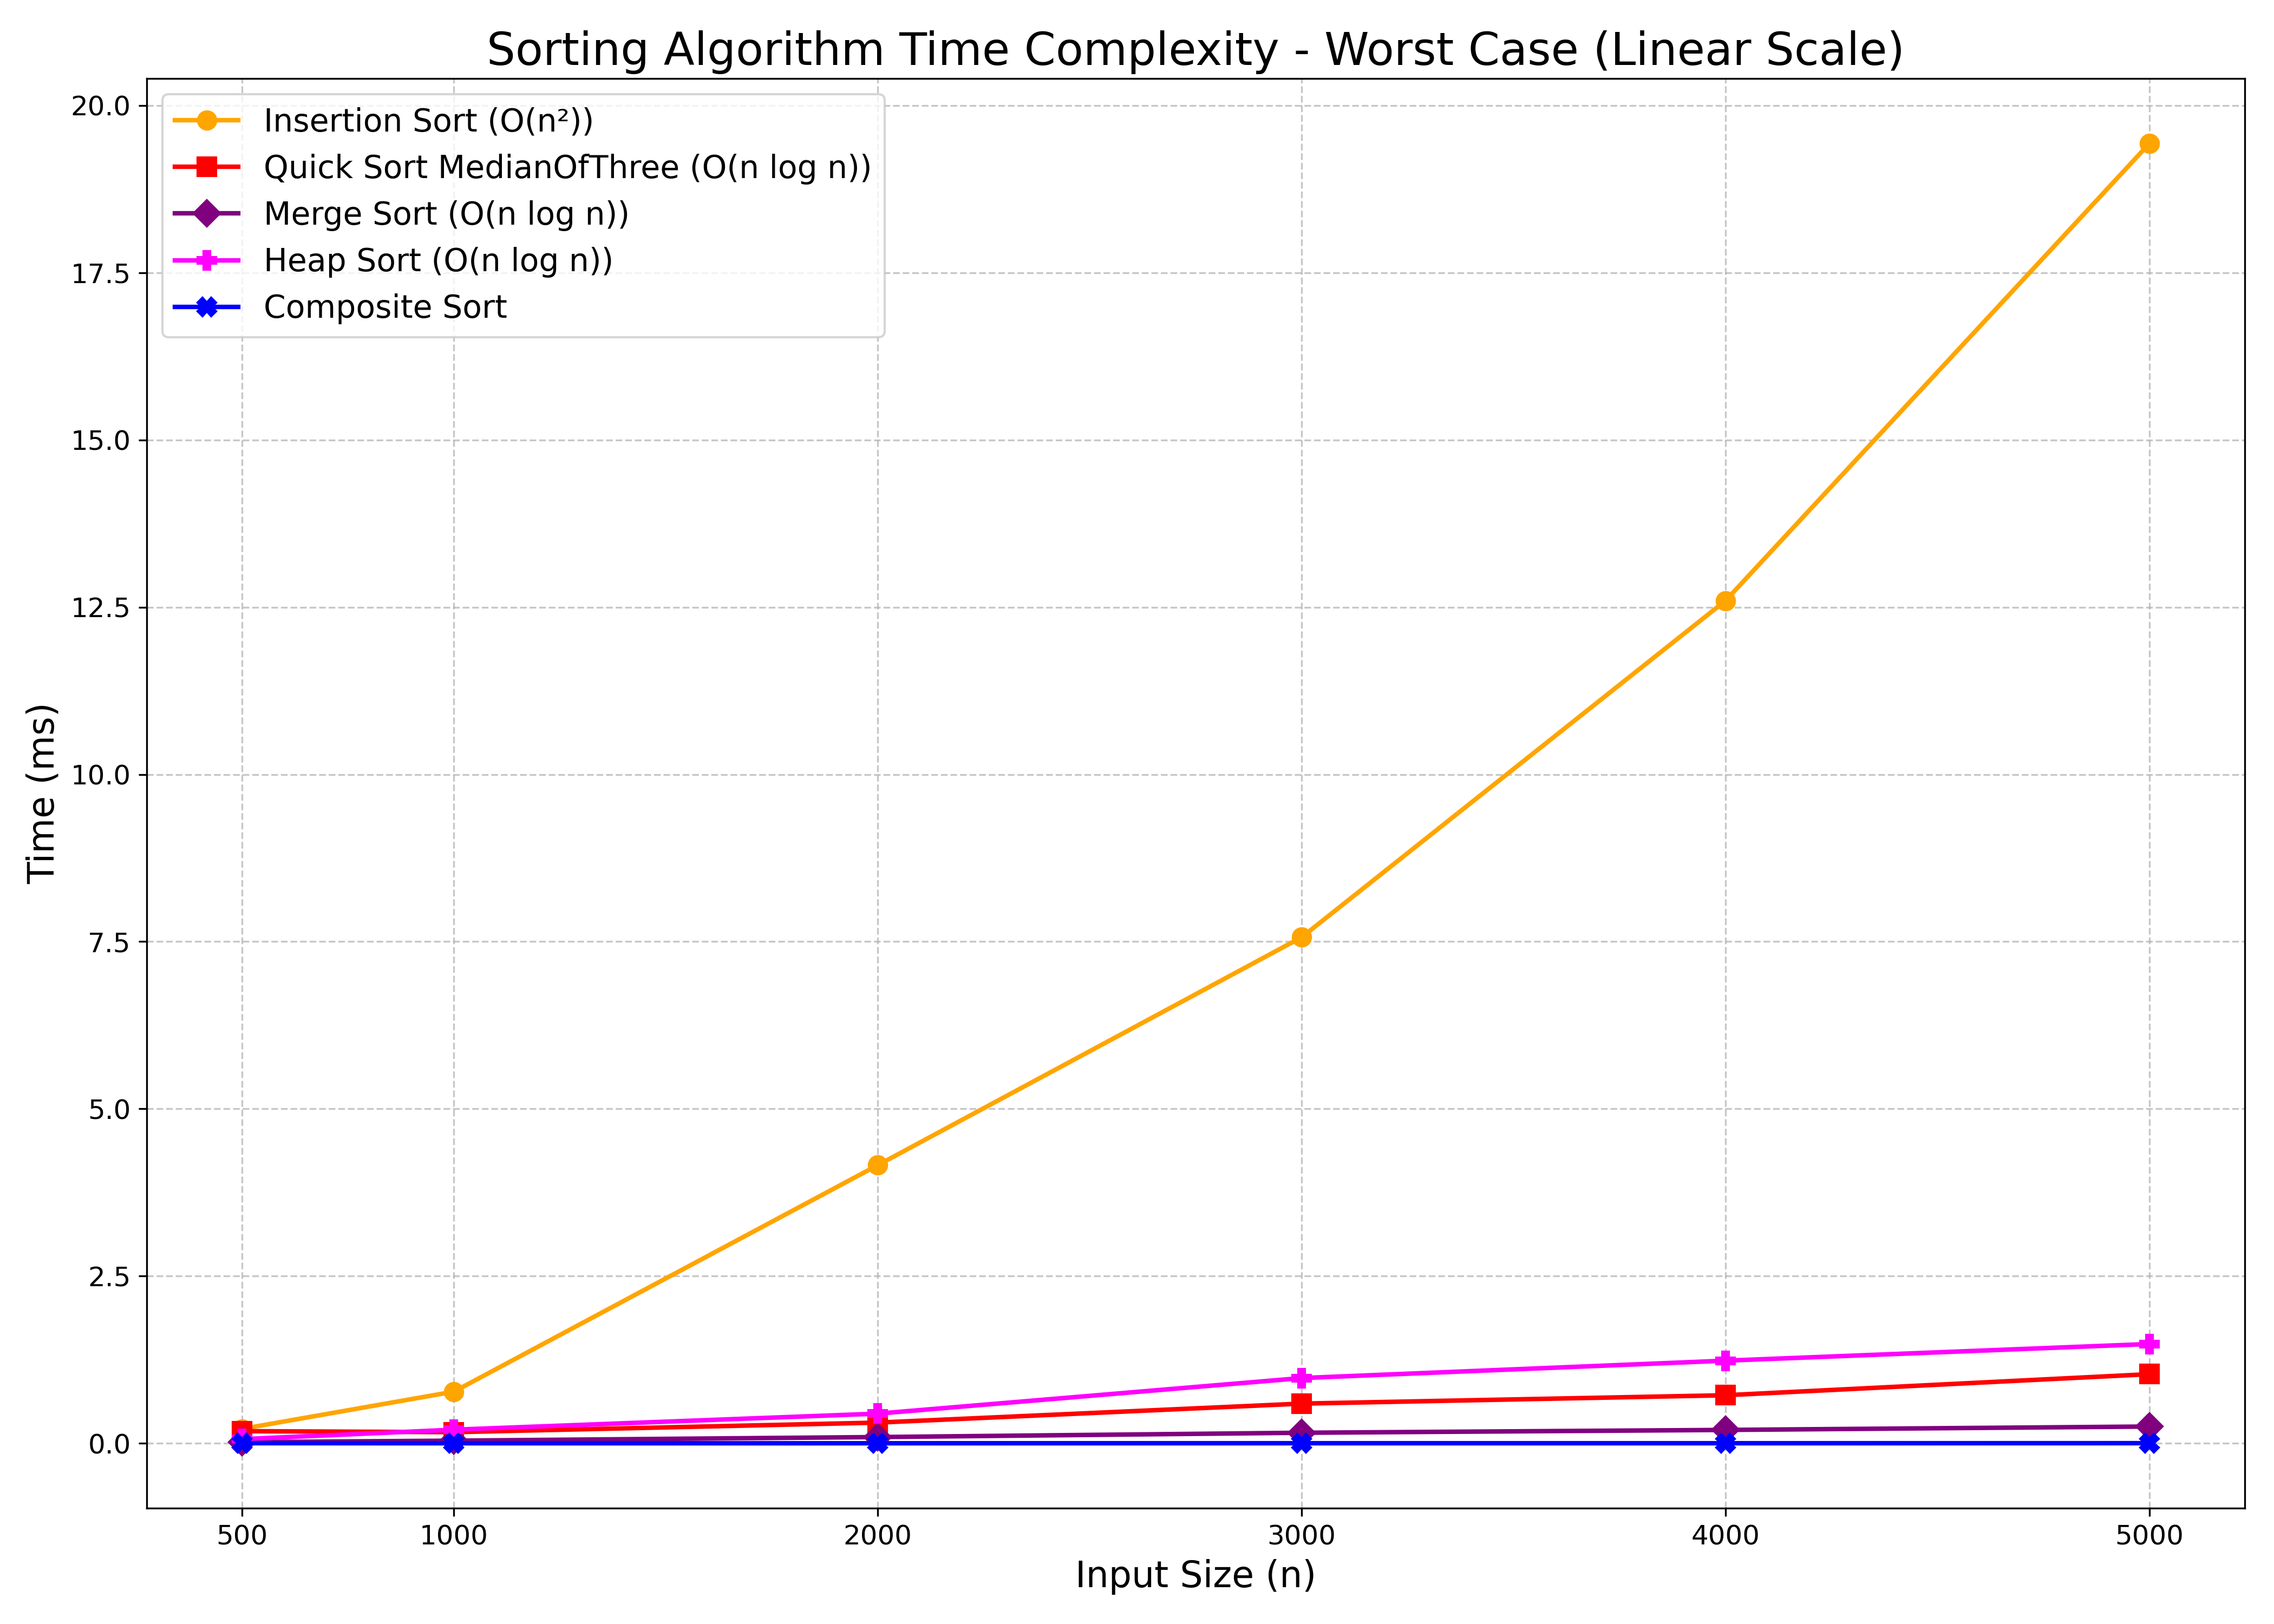 Sorting Algorithm Time Complexity - Worst Case (Linear Scale)
Insertion Sort (O(n²))
Quick Sort MedianOfThree (O(n log n))
Merge Sort (O(n log n))
Heap Sort (O(n log n))
Composite Sort
20.0
17.5
15.0
12.5
10.0
7.5
5.0
2.5
0.0
Time (ms)
500 1000 2000 3000 4000 5000
Input Size (n)